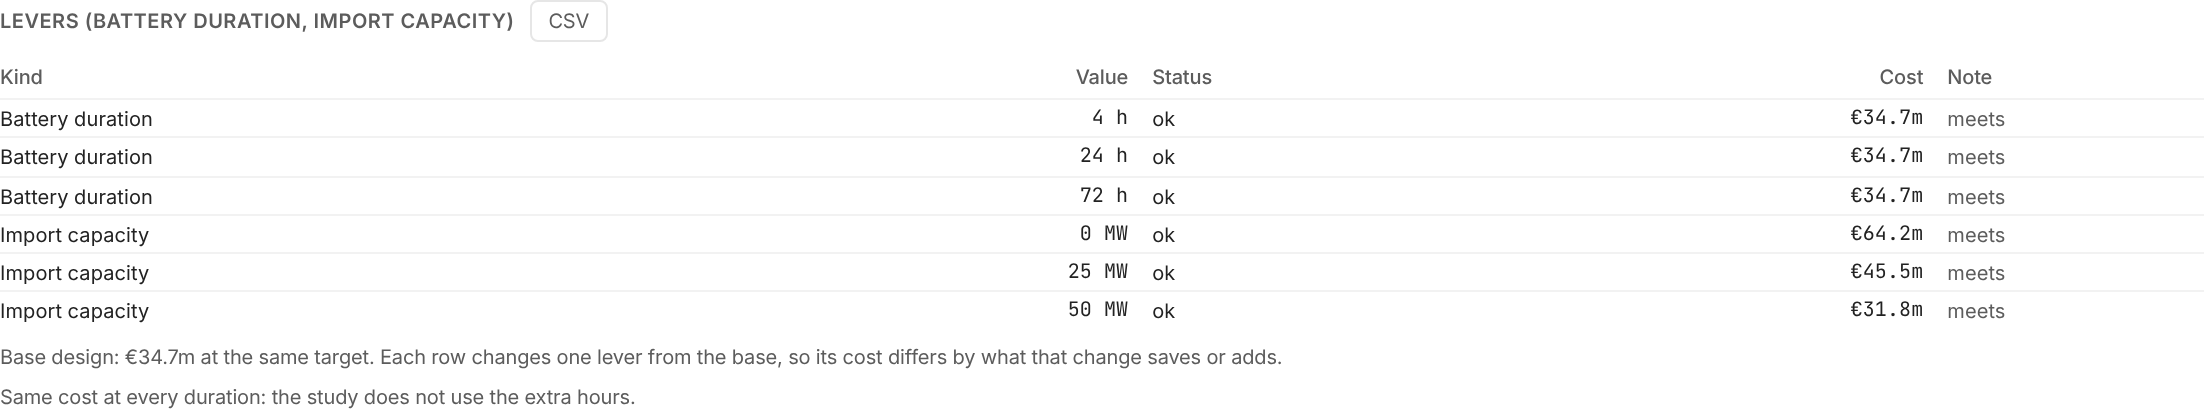 LEVERS (BATTERY DURATION, IMPORT CAPACITY) CSV
Kind Value Status Cost Note
Battery duration 4 h ok €34.7m meets
Battery duration 24 h ok €34.7m meets
Battery duration 72 h ok €34.7m meets
Import capacity 0 MW ok €64.2m meets
Import capacity 25 MW ok €45.5m meets
Import capacity 50 MW ok €31.8m meets
Base design: €34.7m at the same target. Each row changes one lever from the base, so its cost differs by what that change saves or adds.
Same cost at every duration: the study does not use the extra hours.